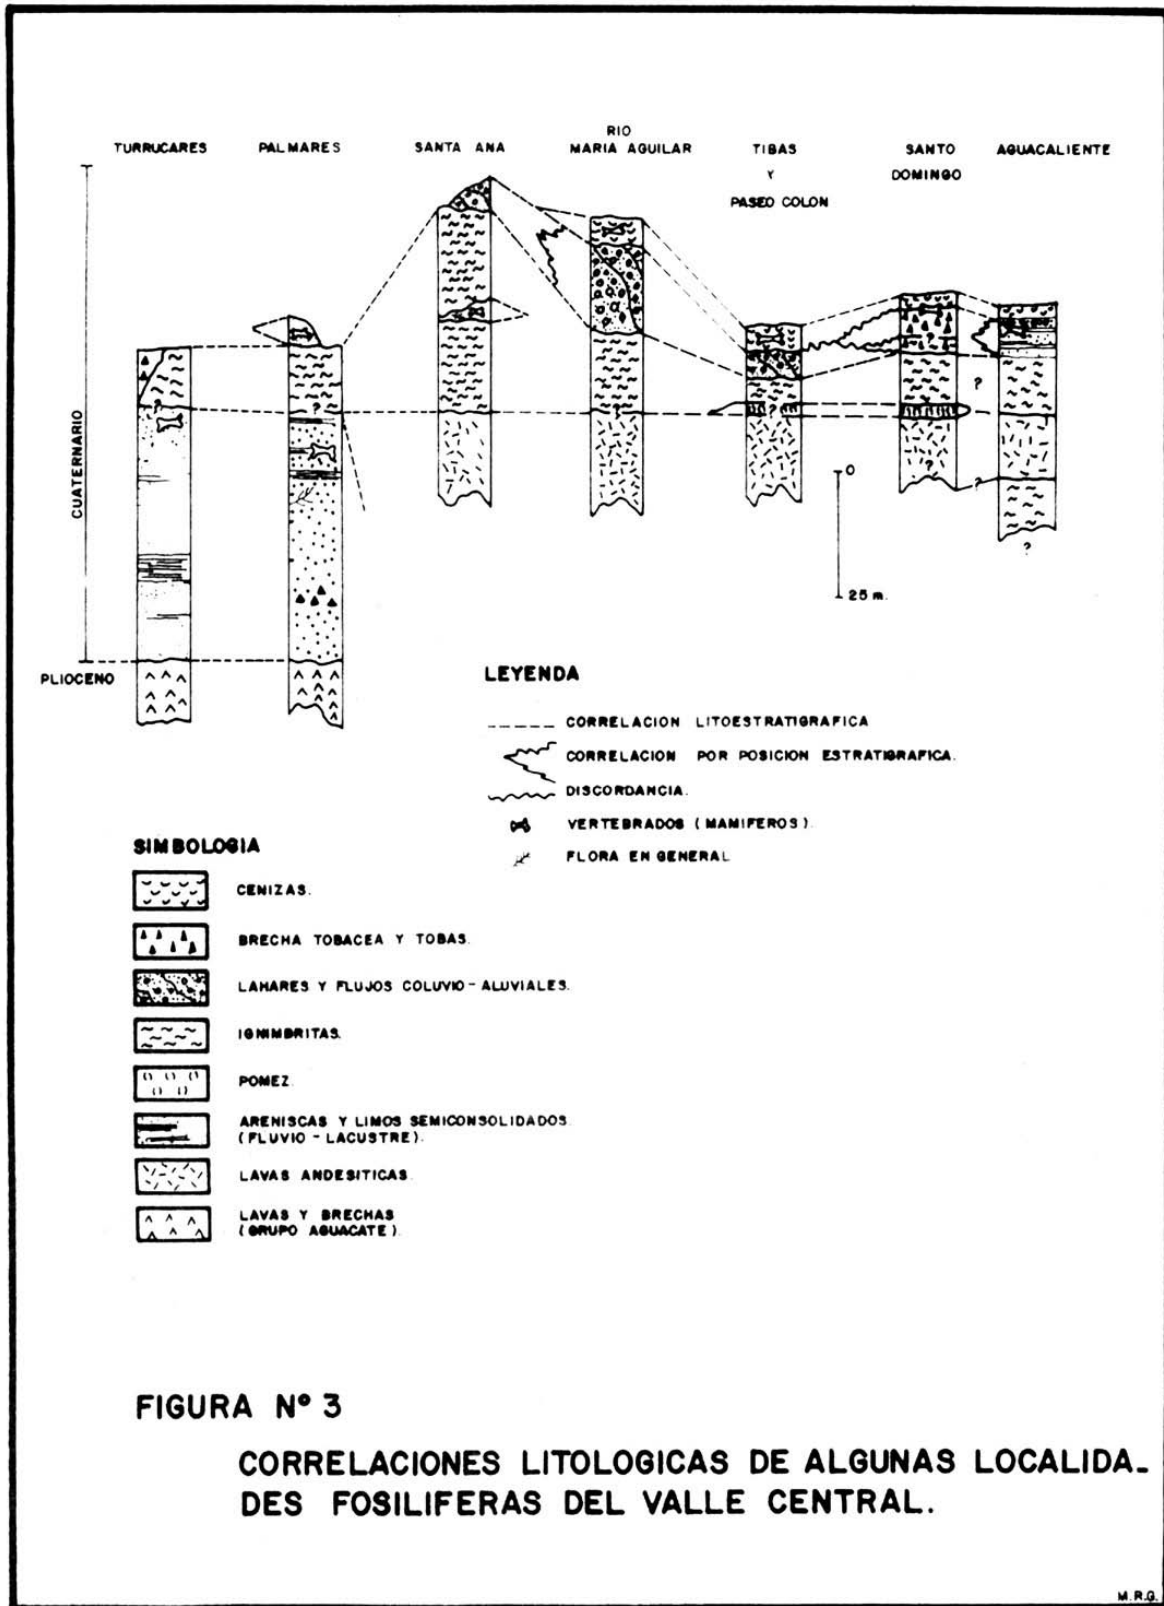 TURRUCARES PALMARES SANTA ANA RIO MARIA AGUILAR TIBAS Y PASEO COLON SANTO DOMINGO AGUACALIENTE
CUATERNARIO
PLIOCENO
?
?
?
?
?
?
?
?
?
?
0
25 m.
LEYENDA
CORRELACION LITOESTRATIGRAFICA
CORRELACION POR POSICION ESTRATIGRAFICA.
DISCORDANCIA.
VERTEBRADOS (MAMIFEROS).
FLORA EN GENERAL
SIMBOLOGIA
CENIZAS.
BRECHA TOBACEA Y TOBAS.
LAHARES Y FLUJOS COLUVIO-ALUVIALES.
IGNIMBRITAS.
POMEZ.
ARENISCAS Y LIMOS SEMICONSOLIDADOS.
(FLUVIO-LACUSTRE).
LAVAS ANDESITICAS.
LAVAS Y BRECHAS
(GRUPO AGUACATE).
FIGURA Nº 3
CORRELACIONES LITOLOGICAS DE ALGUNAS LOCALIDA-
DES FOSILIFERAS DEL VALLE CENTRAL.
M.R.G.